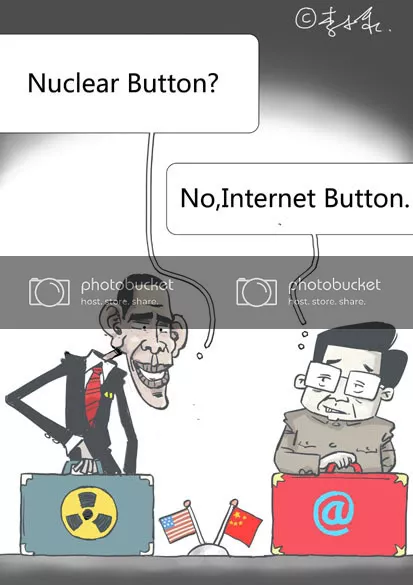 Nuclear Button?
No,Internet Button.
photobucket
host. store. share.
photobucket
host. store. share.
@